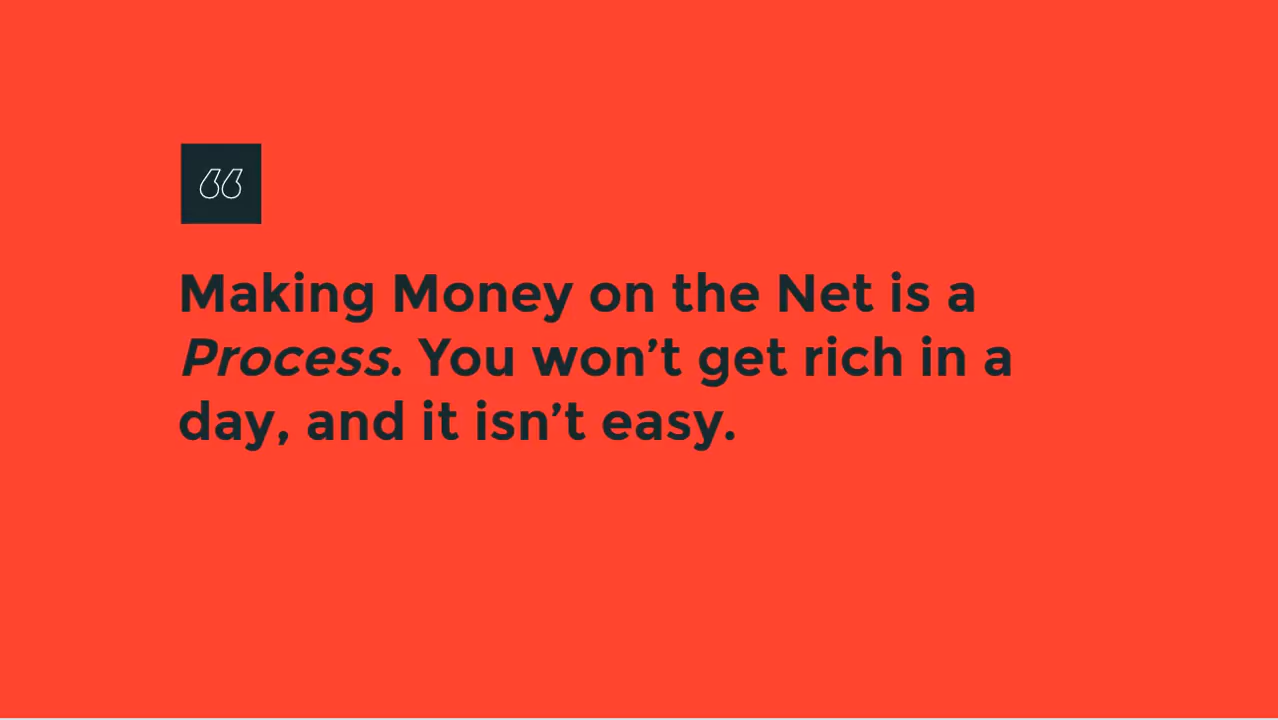 “
Making Money on the Net is a
Process. You won’t get rich in a
day, and it isn’t easy.